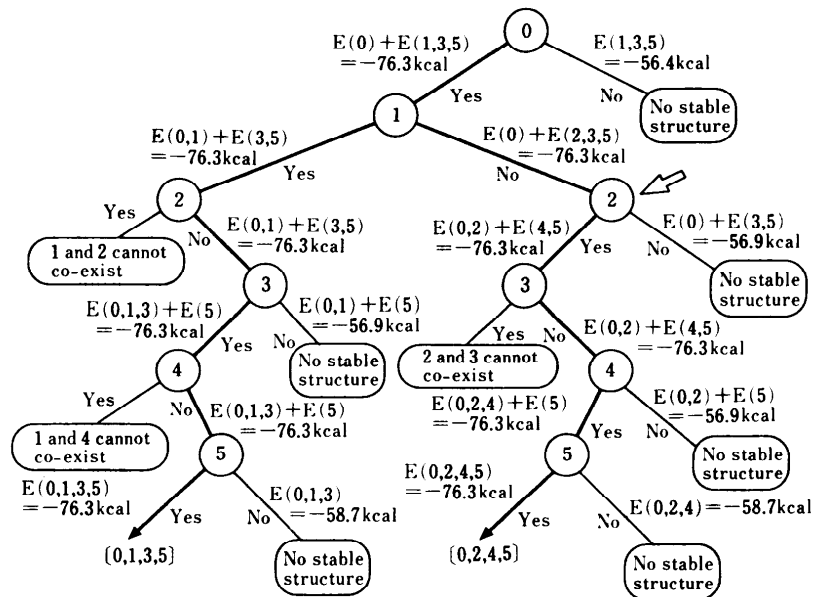 0
E(0)+E(1,3,5)
=−76.3kcal
E(1,3,5)
=−56.4kcal
Yes
No
No stable
structure
1
E(0,1)+E(3,5)
=−76.3kcal
E(0)+E(2,3,5)
=−76.3kcal
Yes
No
2
2
Yes
E(0,1)+E(3,5)
=−76.3kcal
No
1 and 2 cannot
co-exist
E(0,2)+E(4,5)
=−76.3kcal
Yes
E(0)+E(3,5)
=−56.9kcal
No
No stable
structure
3
3
E(0,1,3)+E(5)
=−76.3kcal
Yes
E(0,1)+E(5)
=−56.9kcal
No
No stable
structure
Yes
No
E(0,2)+E(4,5)
=−76.3kcal
2 and 3 cannot
co-exist
4
4
Yes
No
E(0,1,3)+E(5)
=−76.3kcal
1 and 4 cannot
co-exist
E(0,2,4)+E(5)
=−76.3kcal
Yes
E(0,2)+E(5)
=−56.9kcal
No
No stable
structure
5
5
E(0,1,3,5)
=−76.3kcal
Yes
E(0,1,3)
=−58.7kcal
No
E(0,2,4,5)
=−76.3kcal
Yes
E(0,2,4)=−58.7kcal
No
[0,1,3,5]
No stable
structure
[0,2,4,5]
No stable
structure